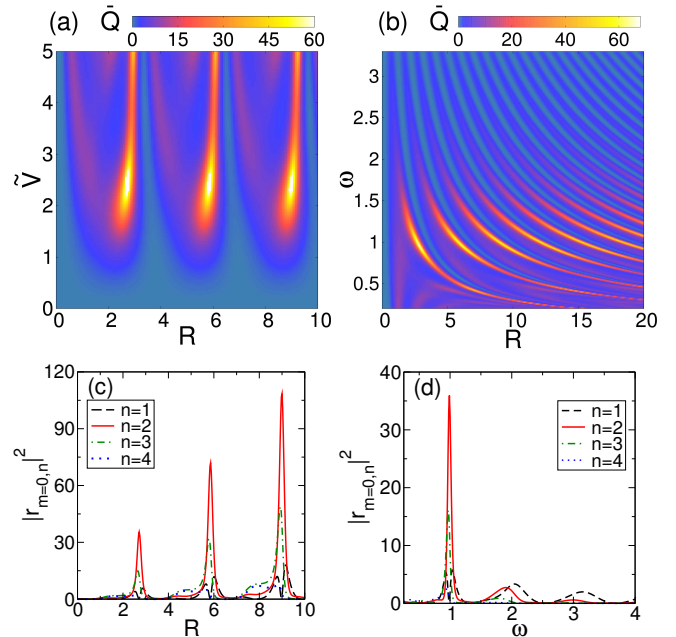 (a) Q̄ 0 15 30 45 60
(b) Q̄ 0 20 40 60
5
4
3
2
1
0
Ṽ
0 2 4 6 8 10
R
3
2.5
2
1.5
1
0.5
ω
0 5 10 15 20
R
(c)
120
90
60
30
0
|r_{m=0,n}|²
n=1
n=2
n=3
n=4
0 2 4 6 8 10
R
(d)
40
30
20
10
0
|r_{m=0,n}|²
n=1
n=2
n=3
n=4
1 2 3 4
ω